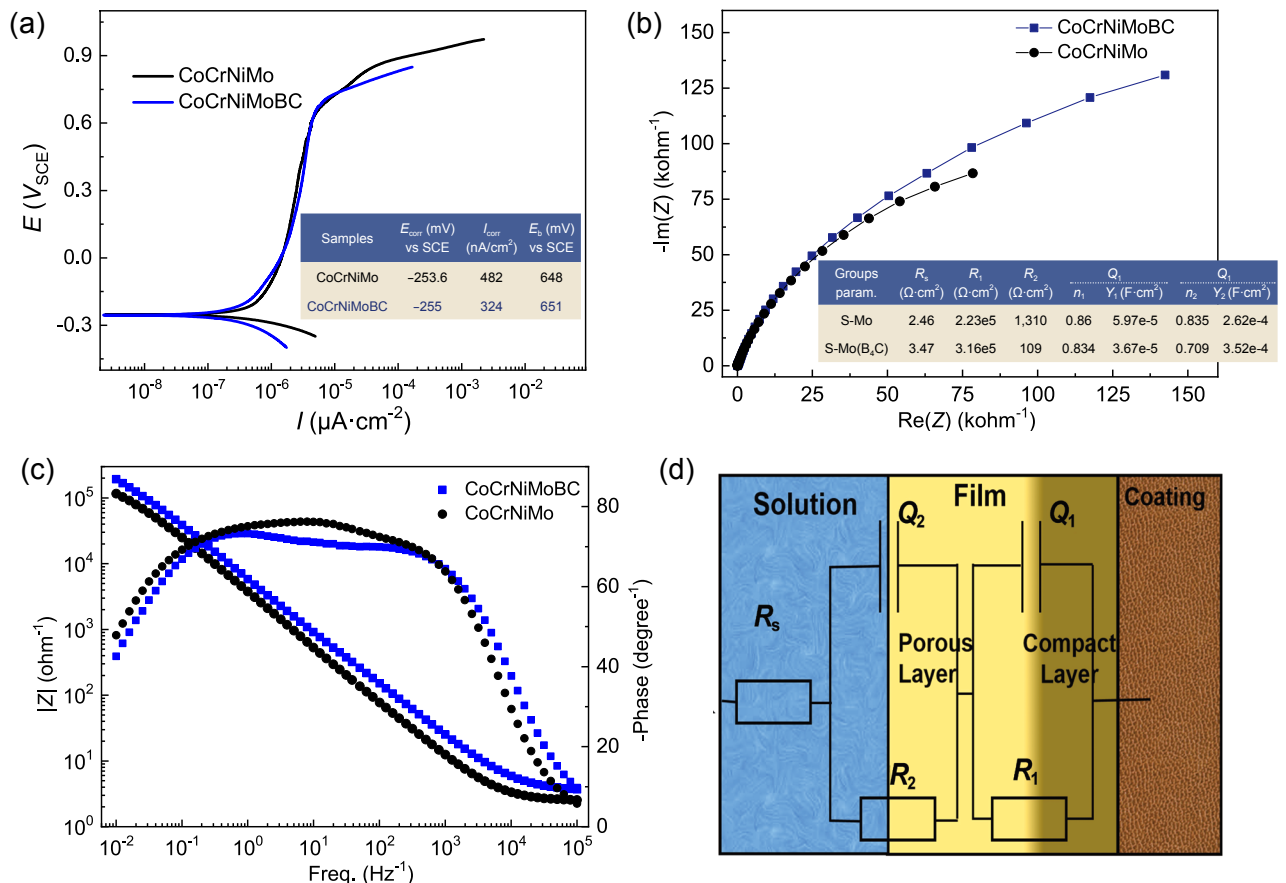 (a)
CoCrNiMo
CoCrNiMoBC
E (V_SCE)
0.9
0.6
0.3
0.0
−0.3
Samples E_corr (mV) vs SCE I_corr (nA/cm²) E_b (mV) vs SCE
CoCrNiMo −253.6 482 648
CoCrNiMoBC −255 324 651
10⁻⁸ 10⁻⁷ 10⁻⁶ 10⁻⁵ 10⁻⁴ 10⁻³ 10⁻²
I (μA·cm⁻²)
(b)
CoCrNiMoBC
CoCrNiMo
-Im(Z) (kohm⁻¹)
150
125
100
75
50
25
0
Groups param. R_s (Ω·cm²) R₁ (Ω·cm²) R₂ (Ω·cm²) Q₁ Q₁
n₁ Y₁ (F·cm²) n₂ Y₂ (F·cm²)
S-Mo 2.46 2.23e5 1,310 0.86 5.97e-5 0.835 2.62e-4
S-Mo(B₄C) 3.47 3.16e5 109 0.834 3.67e-5 0.709 3.52e-4
0 25 50 75 100 125 150
Re(Z) (kohm⁻¹)
(c)
CoCrNiMoBC
CoCrNiMo
|Z| (ohm⁻¹)
10⁵
10⁴
10³
10²
10¹
10⁰
-Phase (degree⁻¹)
80
60
40
20
0
10⁻² 10⁻¹ 10⁰ 10¹ 10² 10³ 10⁴ 10⁵
Freq. (Hz⁻¹)
(d)
Solution Film Coating
Q₂ Q₁
R_s
Porous Layer
Compact Layer
R₂ R₁